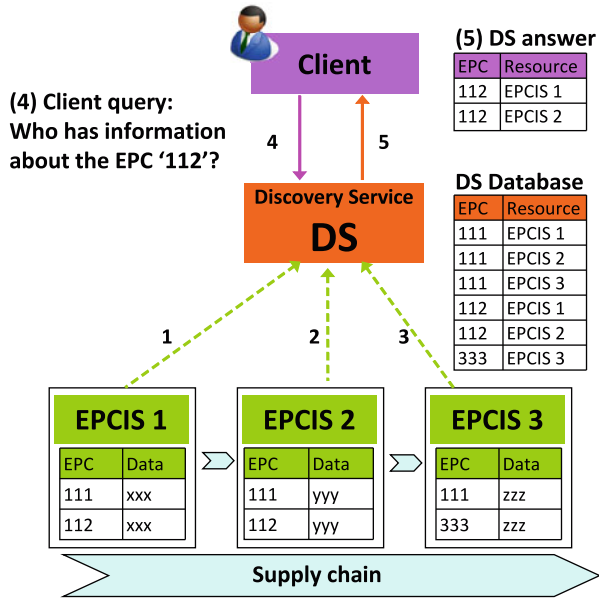 Client
(4) Client query:
Who has information
about the EPC ‘112’?
4
5
(5) DS answer
EPC Resource
112 EPCIS 1
112 EPCIS 2
Discovery Service
DS
DS Database
EPC Resource
111 EPCIS 1
111 EPCIS 2
111 EPCIS 3
112 EPCIS 1
112 EPCIS 2
333 EPCIS 3
1
2
3
EPCIS 1
EPC Data
111 xxx
112 xxx
EPCIS 2
EPC Data
111 yyy
112 yyy
EPCIS 3
EPC Data
111 zzz
333 zzz
Supply chain